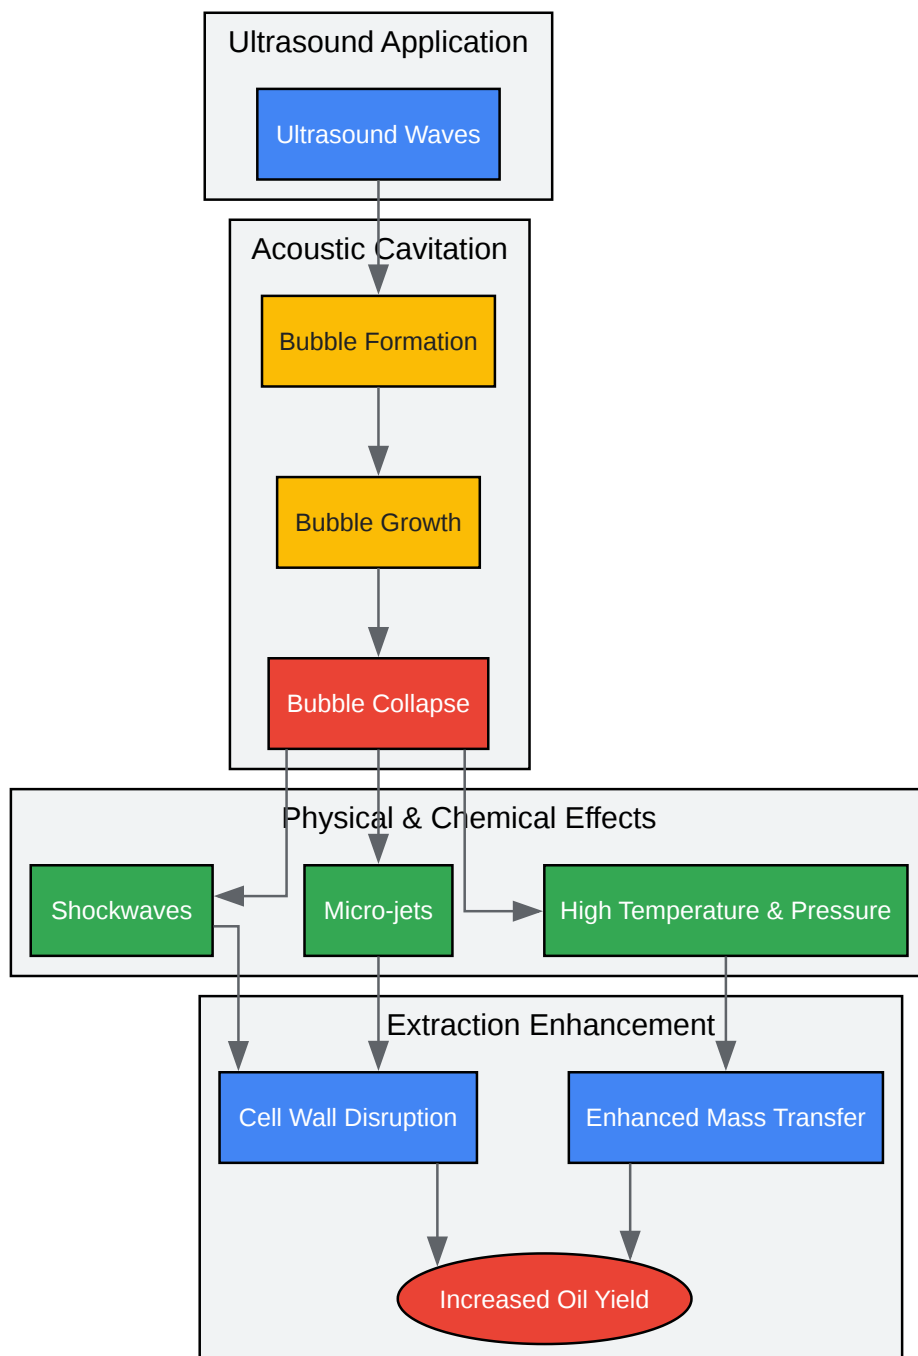 Ultrasound Application
Ultrasound Waves
Acoustic Cavitation
Bubble Formation
Bubble Growth
Bubble Collapse
Physical & Chemical Effects
Shockwaves
Micro-jets
High Temperature & Pressure
Extraction Enhancement
Cell Wall Disruption
Enhanced Mass Transfer
Increased Oil Yield